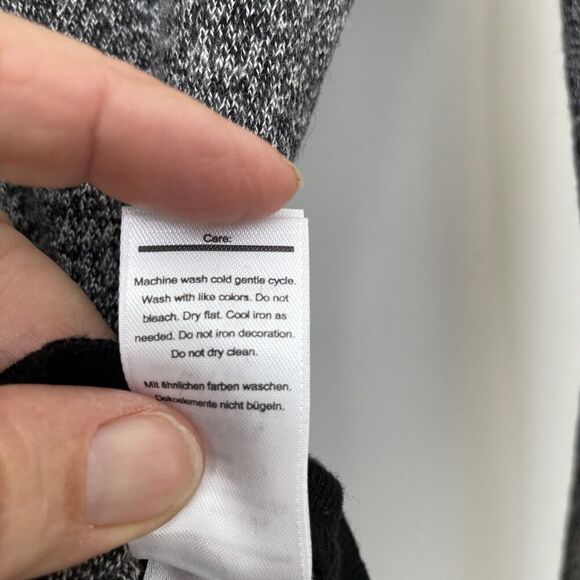 Care:
Machine wash cold gentle cycle.
Wash with like colors. Do not
bleach. Dry flat. Cool iron as
needed. Do not iron decoration.
Do not dry clean.
Mit ähnlichen farben waschen.
Dekoelemente nicht bügeln.